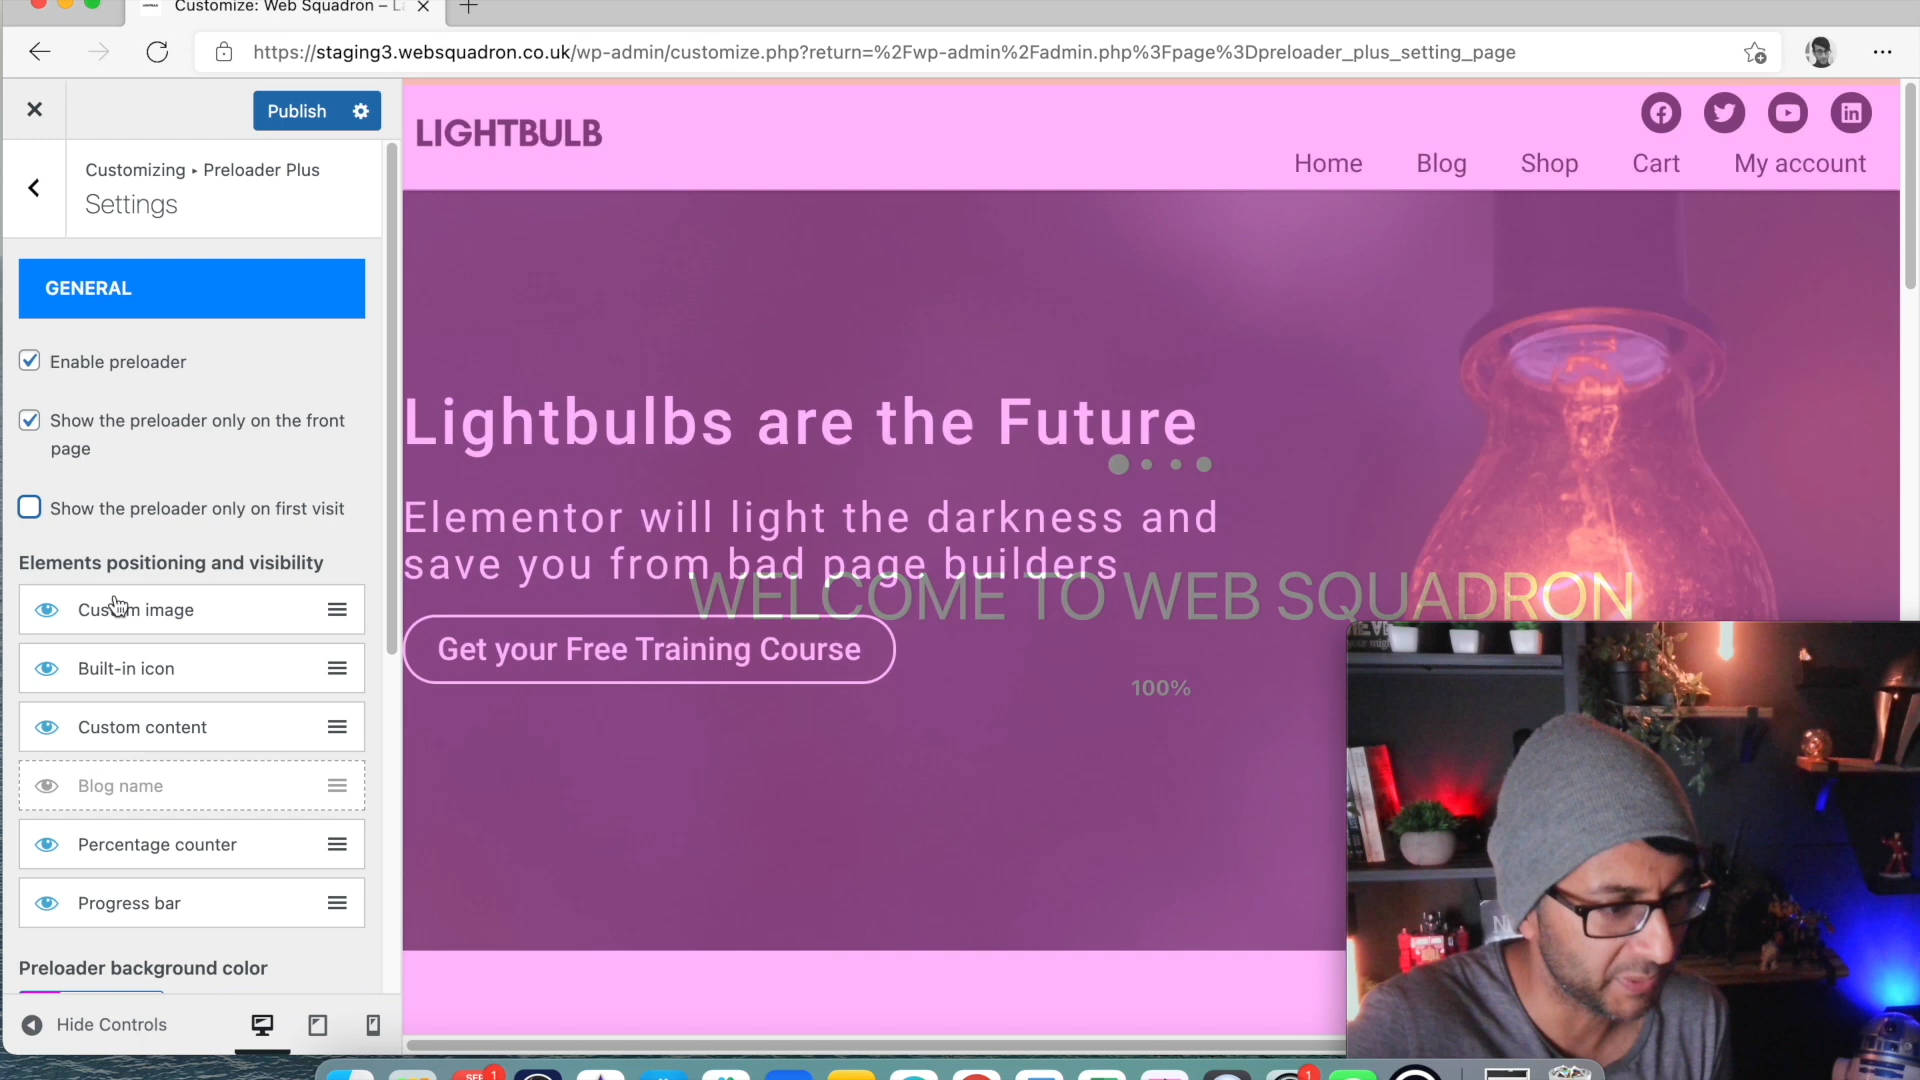 Customize: Web Squadron – L
https://staging3.websquadron.co.uk/wp-admin/customize.php?return=%2Fwp-admin%2Fadmin.php%3Fpage%3Dpreloader_plus_setting_page
Publish
Customizing ▸ Preloader Plus
Settings
GENERAL
Enable preloader
Show the preloader only on the front
page
Show the preloader only on first visit
Elements positioning and visibility
Custom image
Built-in icon
Custom content
Blog name
Percentage counter
Progress bar
Preloader background color
Hide Controls
LIGHTBULB
Home Blog Shop Cart My account
Lightbulbs are the Future
Elementor will light the darkness and
save you from bad page builders
WELCOME TO WEB SQUADRON
Get your Free Training Course
100%
SEP 1
1